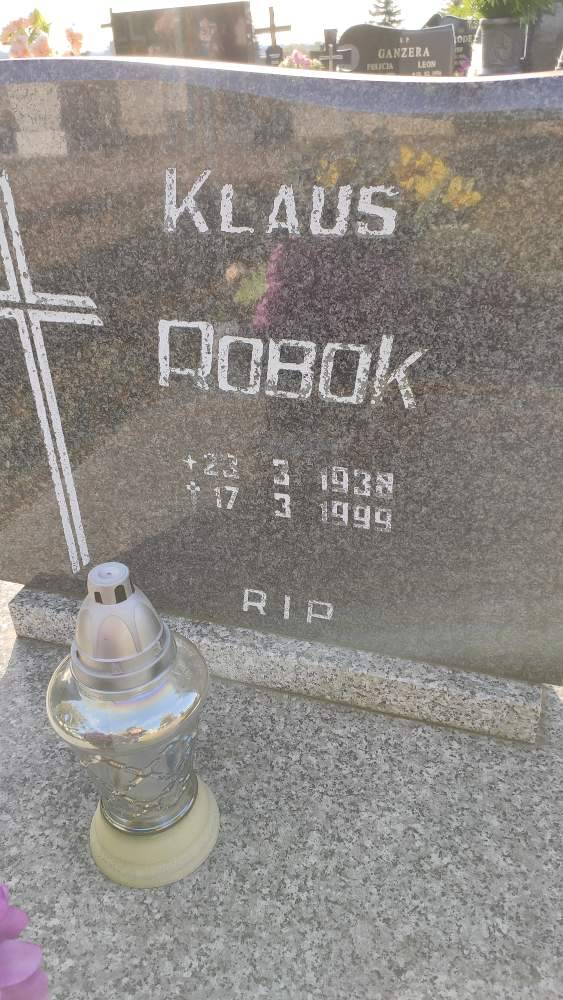 R I P
GANZERA
FELICJA LEON
KLAUS
ROBOK
+23 3 1938
† 17 3 1999
RIP